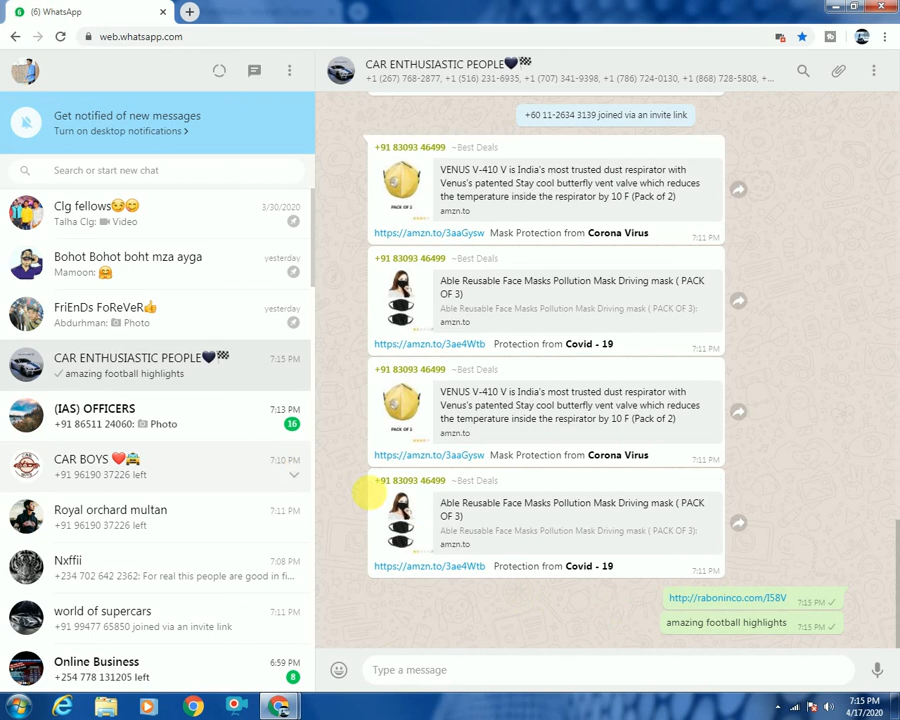 (6) WhatsApp
web.whatsapp.com
Get notified of new messages
Turn on desktop notifications >
Search or start new chat
Clg fellows😏😊 3/30/2020
Talha Clg: Video
Bohot Bohot boht mza ayga yesterday
Mamoon: 🤗
FriEnDs FoReVeR👍 yesterday
Abdurhman: Photo
CAR ENTHUSIASTIC PEOPLE🖤🏁 7:15 PM
✓ amazing football highlights
(IAS) OFFICERS 7:13 PM
+91 86511 24060: Photo 16
CAR BOYS ❤️🚖 7:10 PM
+91 96190 37226 left
Royal orchard multan 7:11 PM
+91 96190 37226 left
Nxffii 7:08 PM
+234 702 642 2362: For real this people are good in fi...
world of supercars 7:11 PM
+91 99477 65850 joined via an invite link
Online Business 6:59 PM
+254 778 131205 left 8
CAR ENTHUSIASTIC PEOPLE🖤🏁
+1 (267) 768-2877, +1 (516) 231-6935, +1 (707) 341-9398, +1 (786) 724-0130, +1 (868) 728-5808, +...
+60 11-2634 3139 joined via an invite link
+91 83093 46499 ~Best Deals
PACK OF 2
VENUS V-410 V is India's most trusted dust respirator with
Venus's patented Stay cool butterfly vent valve which reduces
the temperature inside the respirator by 10 F (Pack of 2)
amzn.to
https://amzn.to/3aaGysw Mask Protection from Corona Virus 7:11 PM
+91 83093 46499 ~Best Deals
Able Reusable Face Masks Pollution Mask Driving mask ( PACK
OF 3)
Able Reusable Face Masks Pollution Mask Driving mask ( PACK OF 3):
amzn.to
https://amzn.to/3ae4Wtb Protection from Covid - 19 7:11 PM
+91 83093 46499 ~Best Deals
PACK OF 2
VENUS V-410 V is India's most trusted dust respirator with
Venus's patented Stay cool butterfly vent valve which reduces
the temperature inside the respirator by 10 F (Pack of 2)
amzn.to
https://amzn.to/3aaGysw Mask Protection from Corona Virus 7:11 PM
+91 83093 46499 ~Best Deals
Able Reusable Face Masks Pollution Mask Driving mask ( PACK
OF 3)
Able Reusable Face Masks Pollution Mask Driving mask ( PACK OF 3):
amzn.to
https://amzn.to/3ae4Wtb Protection from Covid - 19 7:11 PM
http://raboninco.com/I58V 7:15 PM ✓
amazing football highlights 7:15 PM ✓
Type a message
7:15 PM
4/17/2020